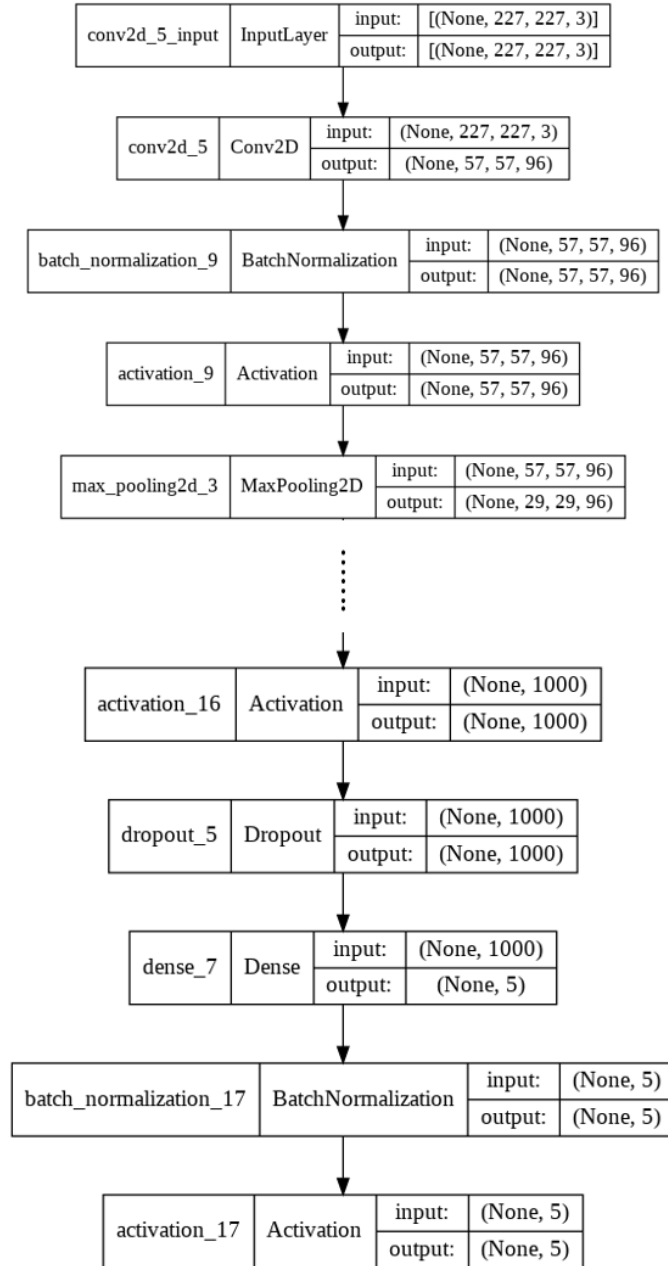 conv2d_5_input InputLayer input: [(None, 227, 227, 3)]
output: [(None, 227, 227, 3)]
conv2d_5 Conv2D input: (None, 227, 227, 3)
output: (None, 57, 57, 96)
batch_normalization_9 BatchNormalization input: (None, 57, 57, 96)
output: (None, 57, 57, 96)
activation_9 Activation input: (None, 57, 57, 96)
output: (None, 57, 57, 96)
max_pooling2d_3 MaxPooling2D input: (None, 57, 57, 96)
output: (None, 29, 29, 96)
activation_16 Activation input: (None, 1000)
output: (None, 1000)
dropout_5 Dropout input: (None, 1000)
output: (None, 1000)
dense_7 Dense input: (None, 1000)
output: (None, 5)
batch_normalization_17 BatchNormalization input: (None, 5)
output: (None, 5)
activation_17 Activation input: (None, 5)
output: (None, 5)